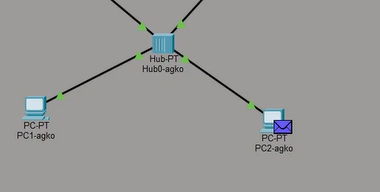 Hub-PT
Hub0-agko
PC-PT
PC1-agko
PC-PT
PC2-agko